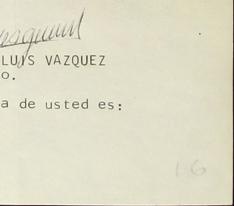 LUIS VAZQUEZ
o.
a de usted es:
16